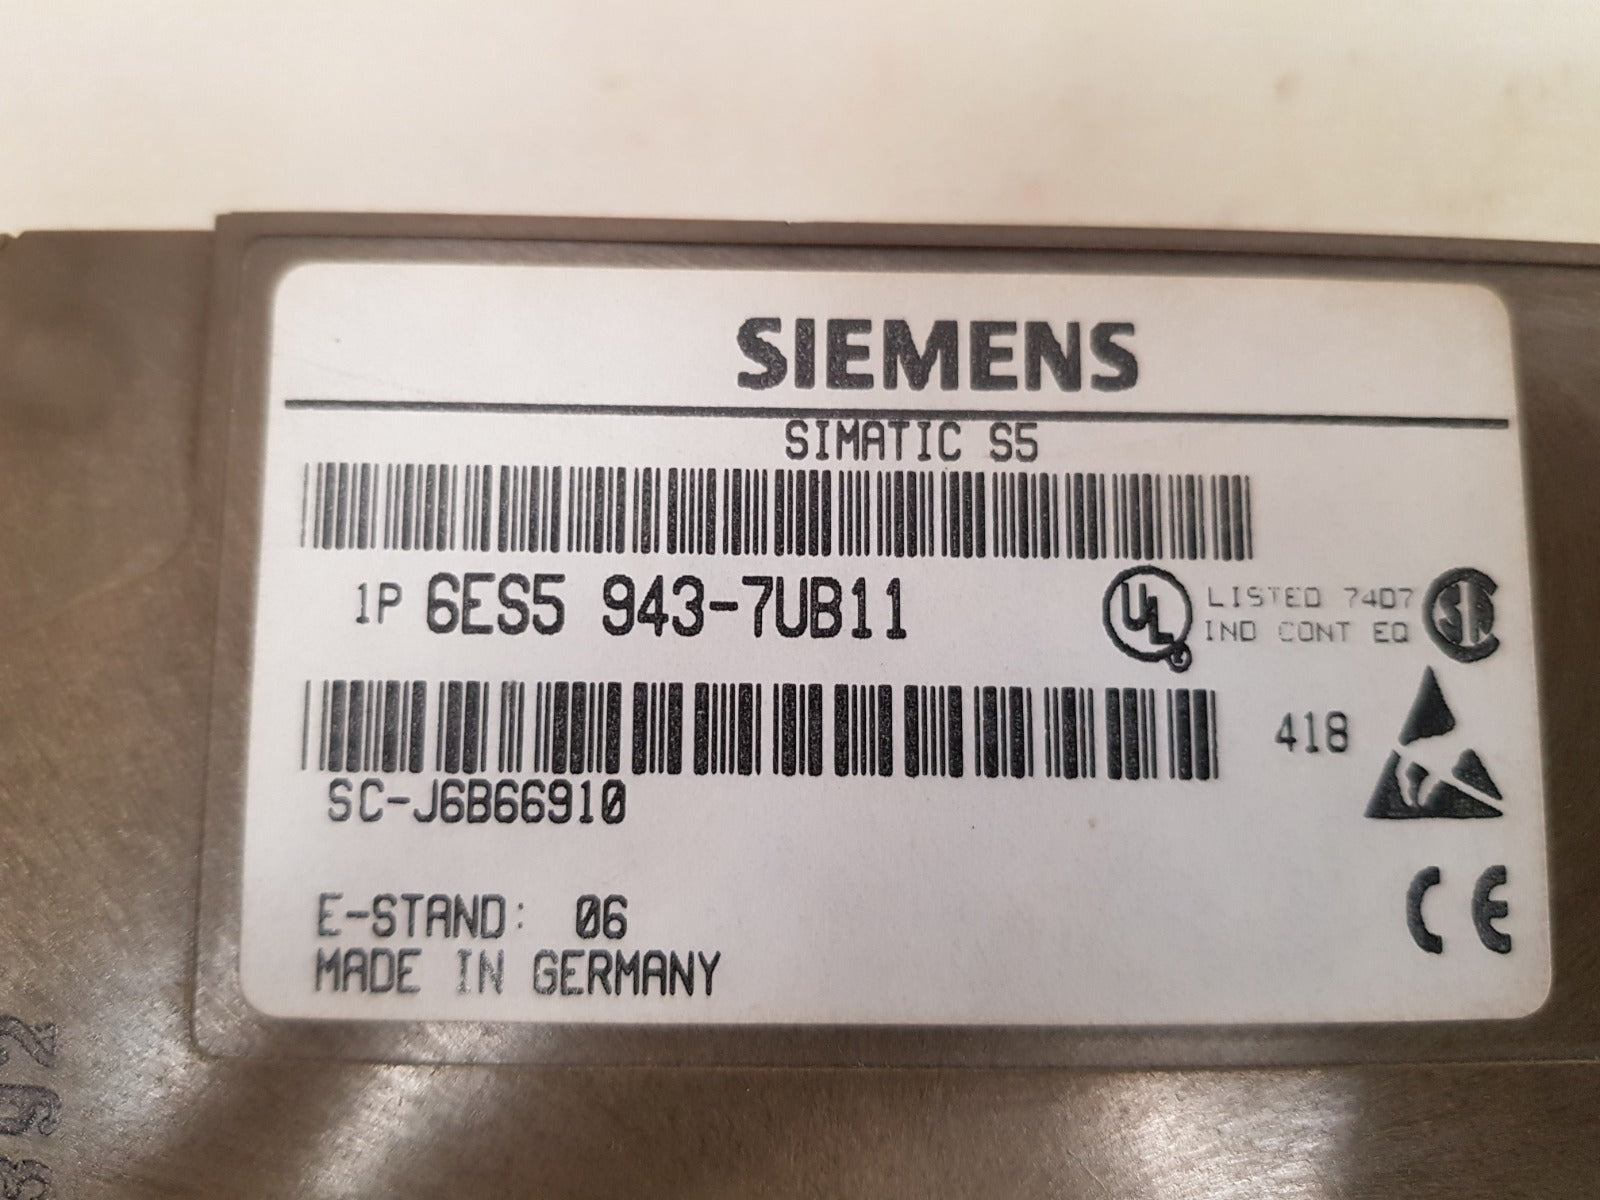 SIEMENS
SIMATIC S5
1P 6ES5 943-7UB11
UL LISTED 7407
IND CONT EQ
SC-J6B66910
418
E-STAND: 06
MADE IN GERMANY
CE